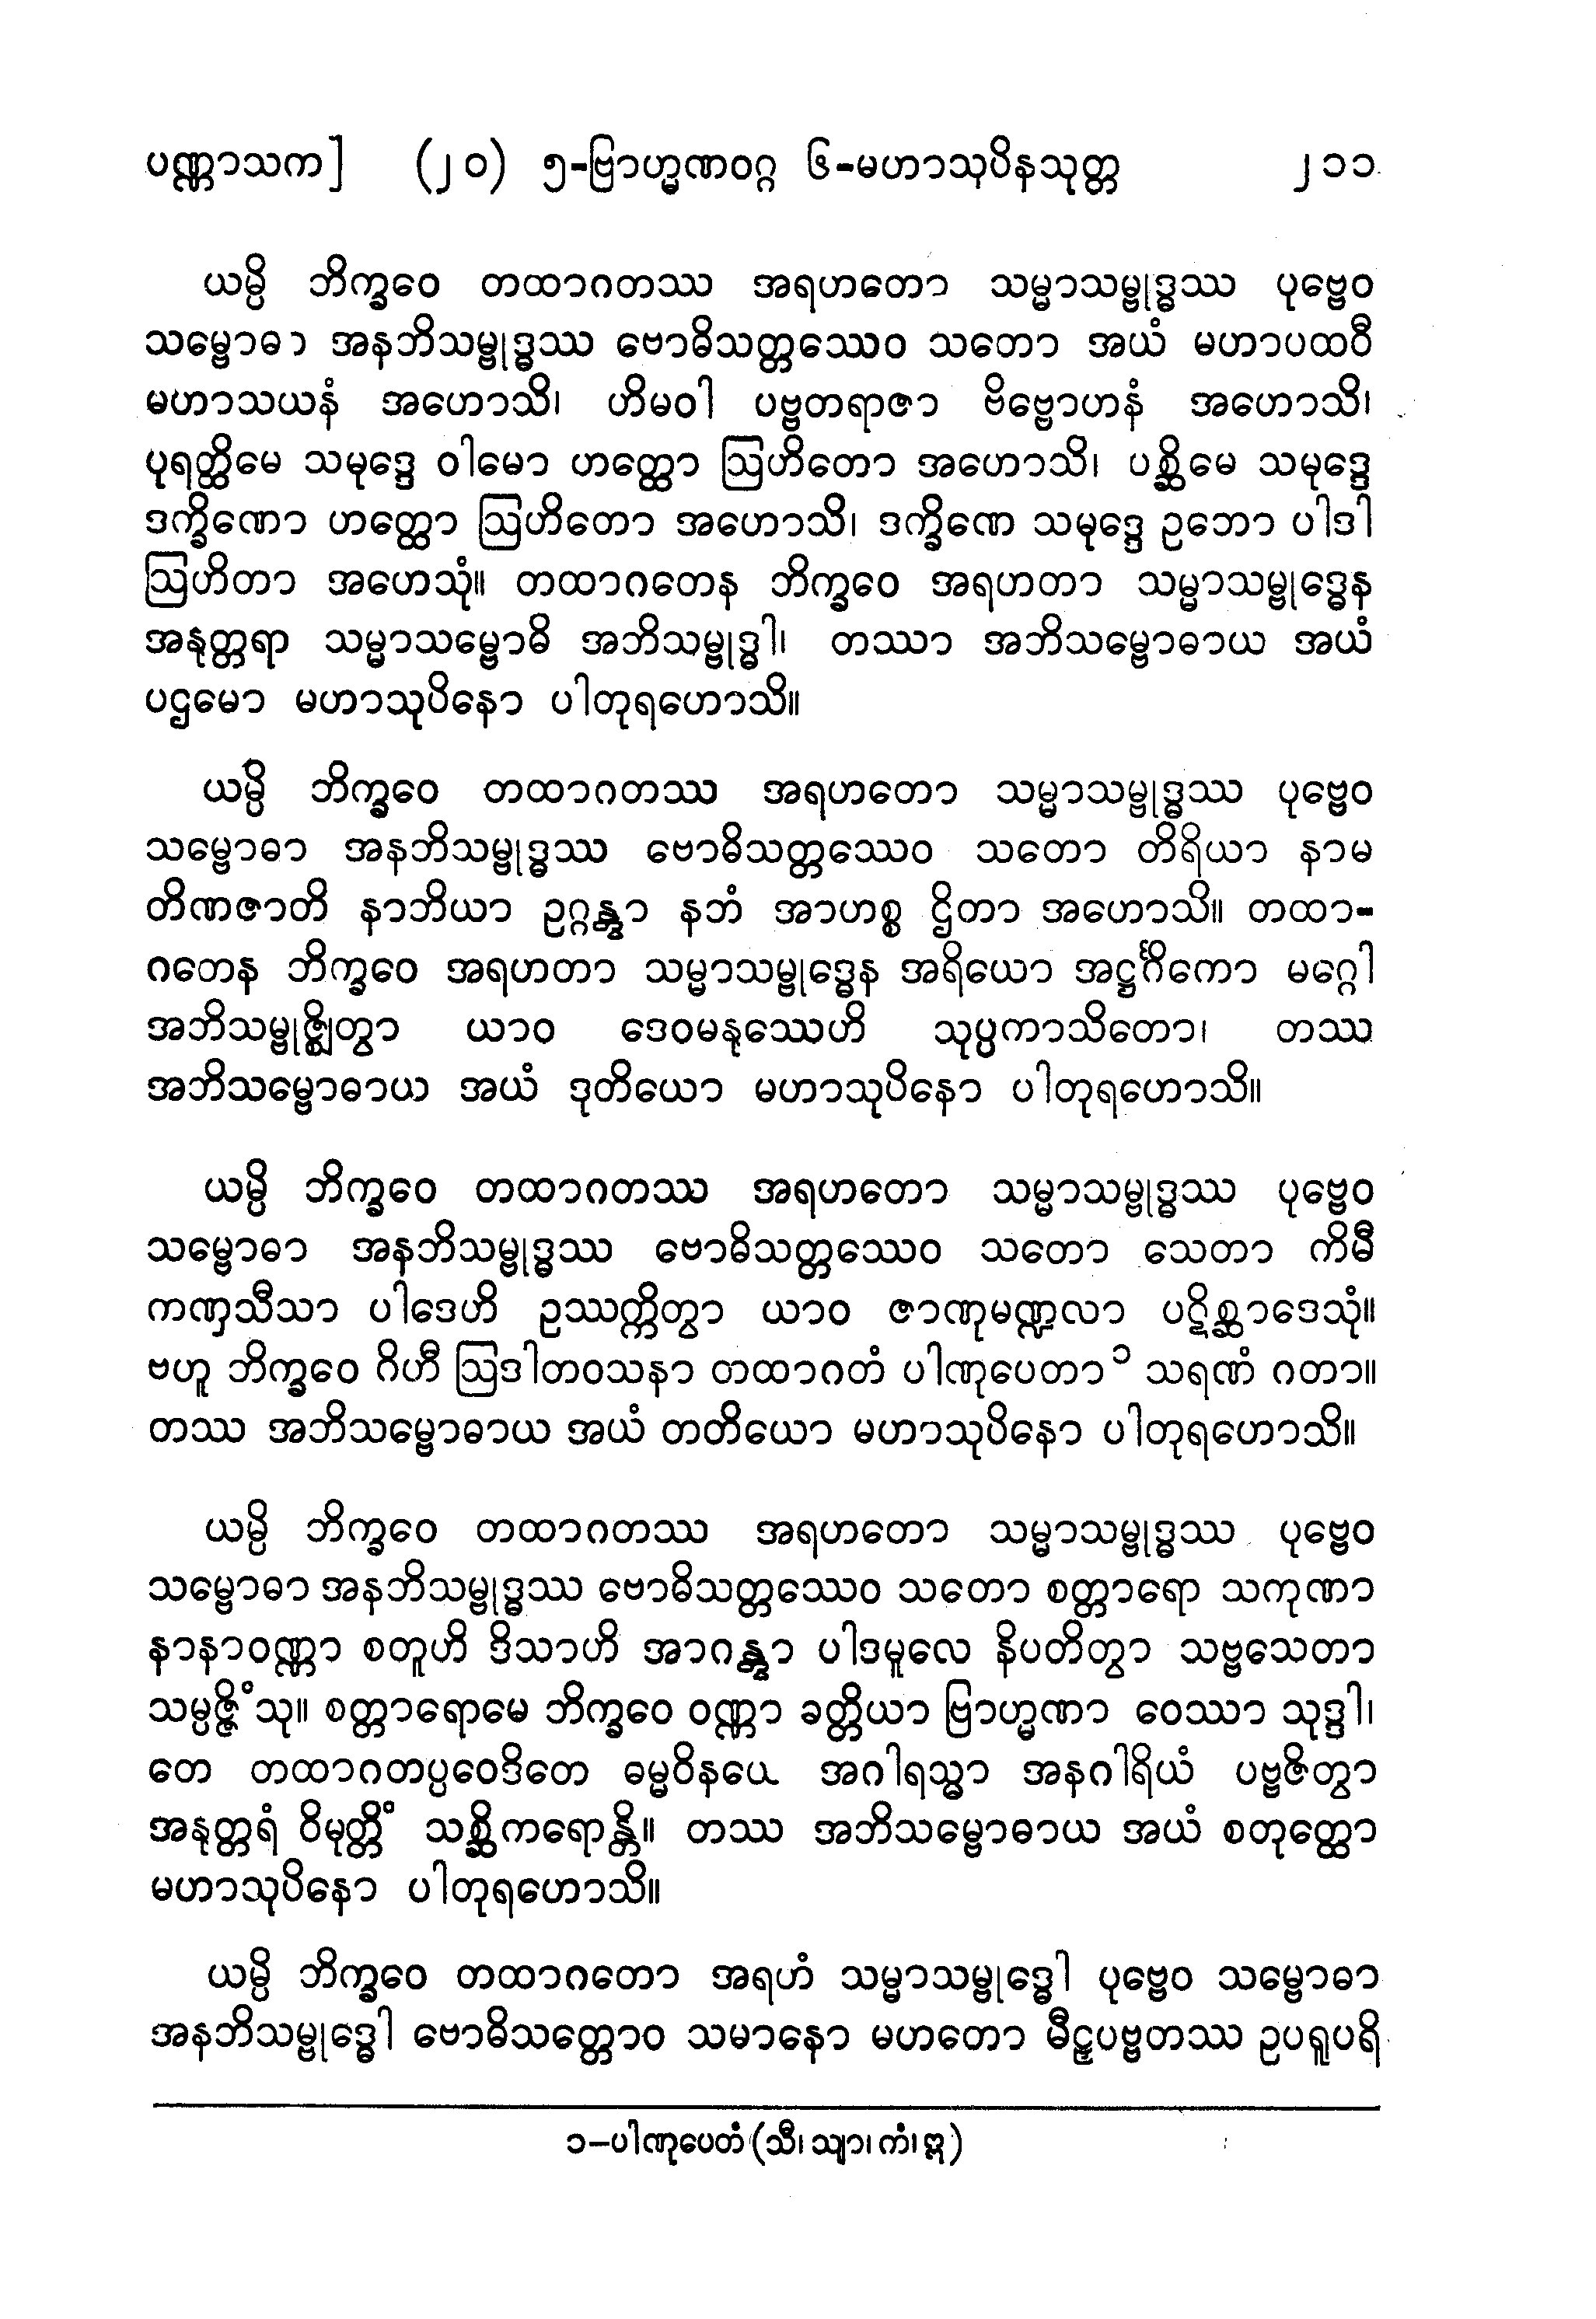 ပဏ္ဏာသက] (၂၀) ၅-ဗြာဟ္မဏဝဂ္ဂ ၆-မဟာသုပိနသုတ္တ ၂၁၁
ယမ္ပိ ဘိက္ခဝေ တထာဂတဿ အရဟတော သမ္မာသမ္ဗုဒ္ဓဿ ပုဗ္ဗေဝ
သမ္ဗောဓာ အနဘိသမ္ဗုဒ္ဓဿ ဗောဓိသတ္တဿေဝ သတော အယံ မဟာပထဝီ
မဟာသယနံ အဟောသိ၊ ဟိမဝါ ပဗ္ဗတရာဇာ ဗိဗ္ဗောဟနံ အဟောသိ၊
ပုရတ္ထိမေ သမုဒ္ဒေ ဝါမော ဟတ္ထော ဩဟိတော အဟောသိ၊ ပစ္ဆိမေ သမုဒ္ဒေ
ဒက္ခိဏော ဟတ္ထော ဩဟိတော အဟောသိ၊ ဒက္ခိဏေ သမုဒ္ဒေ ဥဘော ပါဒါ
ဩဟိတာ အဟေသုံ။ တထာဂတေန ဘိက္ခဝေ အရဟတာ သမ္မာသမ္ဗုဒ္ဓေန
အနုတ္တရာ သမ္မာသမ္ဗောဓိ အဘိသမ္ဗုဒ္ဓါ၊ တဿာ အဘိသမ္ဗောဓာယ အယံ
ပဌမော မဟာသုပိနော ပါတုရဟောသိ။
ယမ္ပိ ဘိက္ခဝေ တထာဂတဿ အရဟတော သမ္မာသမ္ဗုဒ္ဓဿ ပုဗ္ဗေဝ
သမ္ဗောဓာ အနဘိသမ္ဗုဒ္ဓဿ ဗောဓိသတ္တဿေဝ သတော တိရိယာ နာမ
တိဏဇာတိ နာဘိယာ ဥဂ္ဂန္တွာ နဘံ အာဟစ္စ ဌိတာ အဟောသိ။ တထာ-
ဂတေန ဘိက္ခဝေ အရဟတာ သမ္မာသမ္ဗုဒ္ဓေန အရိယော အဋ္ဌင်္ဂိကော မဂ္ဂေါ
အဘိသမ္ဗုဇ္ဈိတွာ ယာဝ ဒေဝမနုဿေဟိ သုပ္ပကာသိတော၊ တဿ
အဘိသမ္ဗောဓာယ အယံ ဒုတိယော မဟာသုပိနော ပါတုရဟောသိ။
ယမ္ပိ ဘိက္ခဝေ တထာဂတဿ အရဟတော သမ္မာသမ္ဗုဒ္ဓဿ ပုဗ္ဗေဝ
သမ္ဗောဓာ အနဘိသမ္ဗုဒ္ဓဿ ဗောဓိသတ္တဿေဝ သတော သေတာ ကိမီ
ကဏှသီသာ ပါဒေဟိ ဥဿက္ကိတွာ ယာဝ ဇာဏုမဏ္ဍလာ ပဋိစ္ဆာဒေသုံ။
ဗဟူ ဘိက္ခဝေ ဂိဟီ ဩဒါတဝသနာ တထာဂတံ ပါဏုပေတာ၁ သရဏံ ဂတာ။
တဿ အဘိသမ္ဗောဓာယ အယံ တတိယော မဟာသုပိနော ပါတုရဟောသိ။
ယမ္ပိ ဘိက္ခဝေ တထာဂတဿ အရဟတော သမ္မာသမ္ဗုဒ္ဓဿ ပုဗ္ဗေဝ
သမ္ဗောဓာ အနဘိသမ္ဗုဒ္ဓဿ ဗောဓိသတ္တဿေဝ သတော စတ္တာရော သကုဏာ
နာနာဝဏ္ဏာ စတူဟိ ဒိသာဟိ အာဂန္တွာ ပါဒမူလေ နိပတိတွာ သဗ္ဗသေတာ
သမ္ပဇ္ဇိံသု။ စတ္တာရောမေ ဘိက္ခဝေ ဝဏ္ဏာ ခတ္တိယာ ဗြာဟ္မဏာ ဝေဿာ သုဒ္ဒါ၊
တေ တထာဂတပ္ပဝေဒိတေ ဓမ္မဝိနယေ အဂါရသ္မာ အနဂါရိယံ ပဗ္ဗဇိတွာ
အနုတ္တရံ ဝိမုတ္တိံ သစ္ဆိကရောန္တိ။ တဿ အဘိသမ္ဗောဓာယ အယံ စတုတ္ထော
မဟာသုပိနော ပါတုရဟောသိ။
ယမ္ပိ ဘိက္ခဝေ တထာဂတော အရဟံ သမ္မာသမ္ဗုဒ္ဓေါ ပုဗ္ဗေဝ သမ္ဗောဓာ
အနဘိသမ္ဗုဒ္ဓေါ ဗောဓိသတ္တောဝ သမာနော မဟတော မီဠှပဗ္ဗတဿ ဥပရူပရိ
၁-ပါဏုပေတံ (သီ၊ သျာ၊ ကံ၊ ဣ)